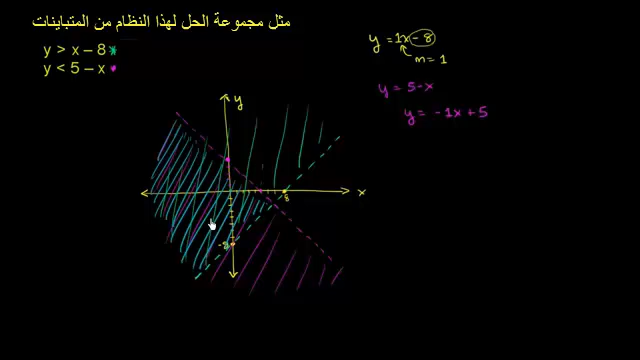 مثل مجموعة الحل لهذا النظام من المتباينات
y > x – 8
y < 5 – x
y = 1x – 8
m = 1
y = 5 - x
y = - 1x + 5
y
x
8
-8